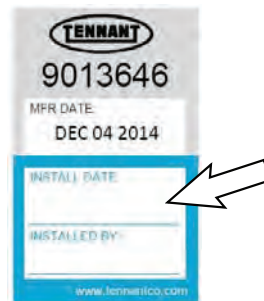 TENNANT
9013646
MFR DATE:
DEC 04 2014
INSTALL DATE:
INSTALLED BY:
www.tennantco.com